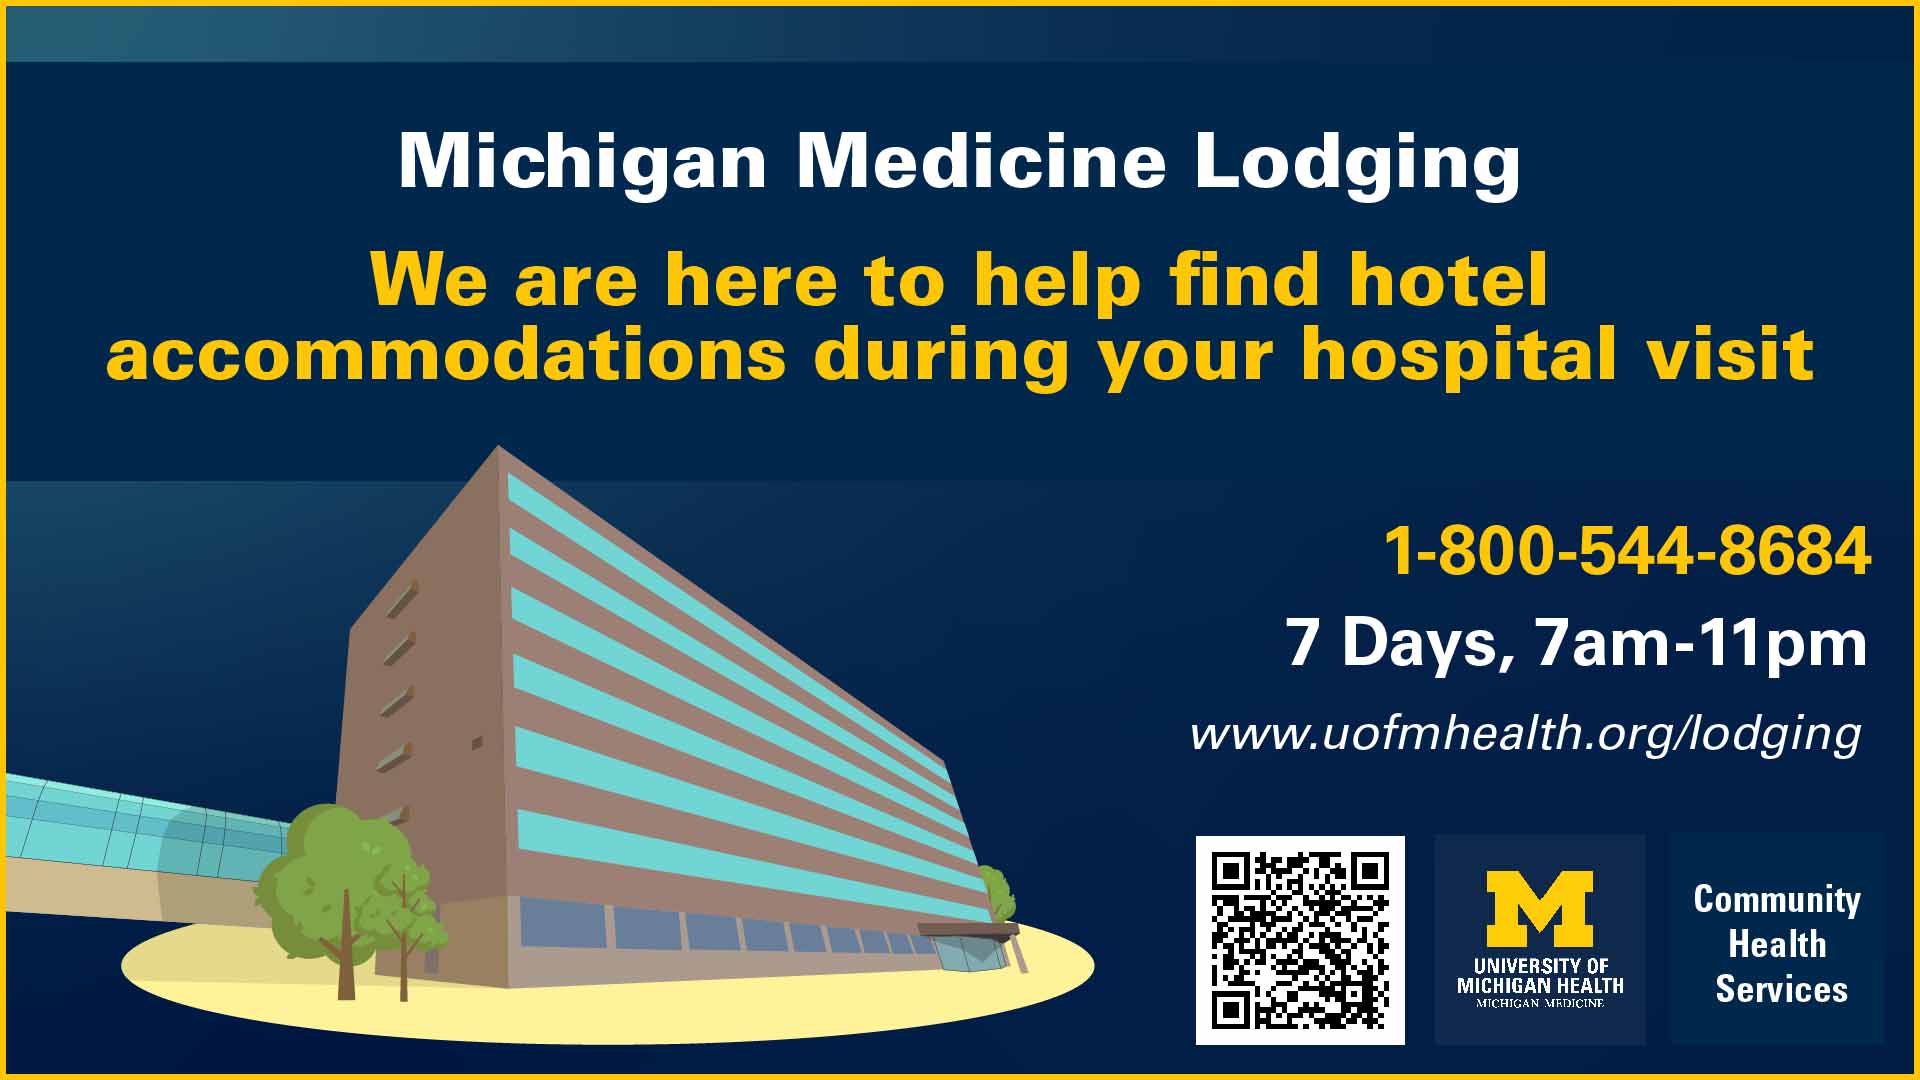 Michigan Medicine Lodging
We are here to help find hotel
accommodations during your hospital visit
1-800-544-8684
7 Days, 7am-11pm
www.uofmhealth.org/lodging
M
UNIVERSITY OF
MICHIGAN HEALTH
MICHIGAN MEDICINE
Community
Health
Services